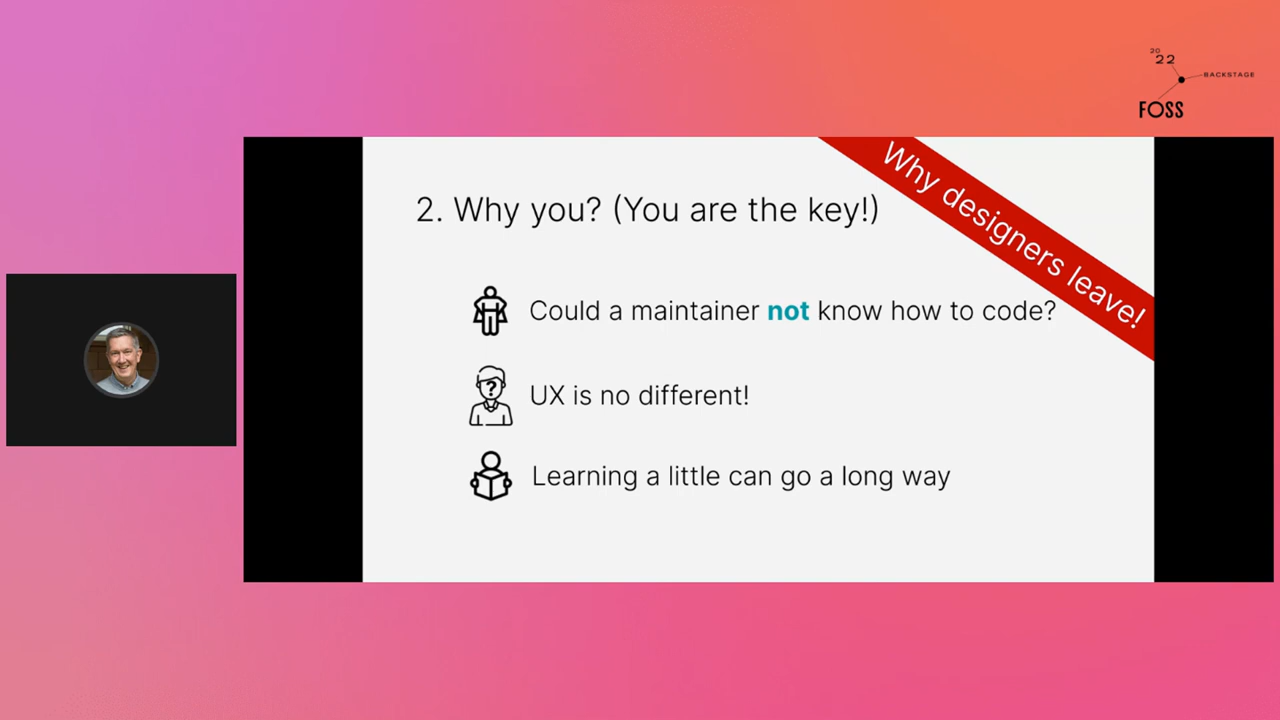 20
22
BACKSTAGE
FOSS
Why designers leave!
2. Why you? (You are the key!)
Could a maintainer not know how to code?
?
UX is no different!
Learning a little can go a long way